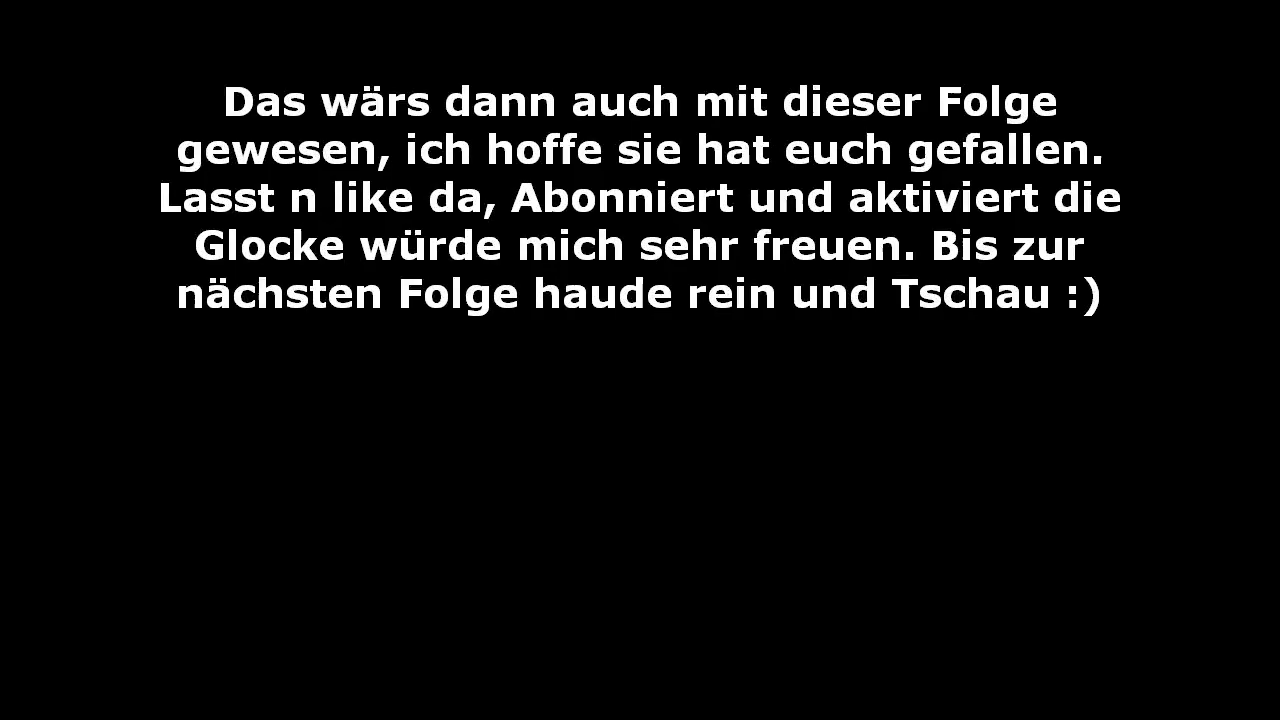 Das wärs dann auch mit dieser Folge
gewesen, ich hoffe sie hat euch gefallen.
Lasst n like da, Abonniert und aktiviert die
Glocke würde mich sehr freuen. Bis zur
nächsten Folge haude rein und Tschau :)